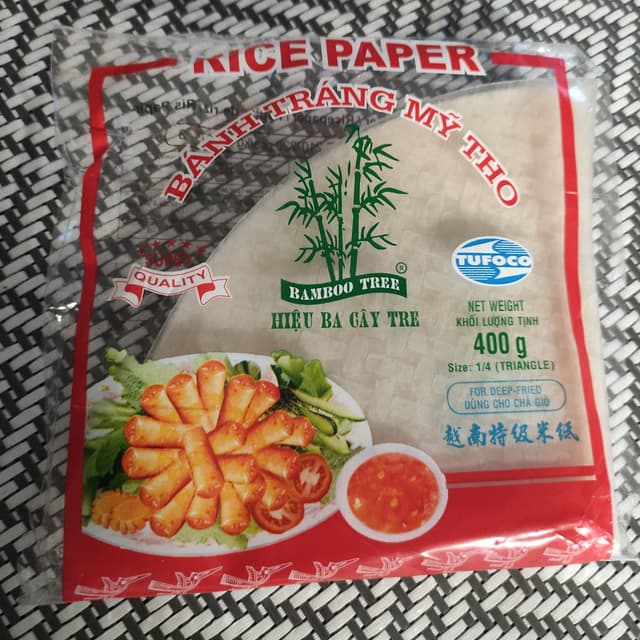 RICE PAPER
BÁNH TRÁNG MỸ THO
SUPER
QUALITY
BAMBOO TREE ®
HIỆU BA CÂY TRE
TUFOCO
NET WEIGHT
KHỐI LƯỢNG TỊNH
400 g
Size: 1/4 (TRIANGLE)
FOR DEEP-FRIED
DÙNG CHO CHẢ GIÒ
越南特级米纸